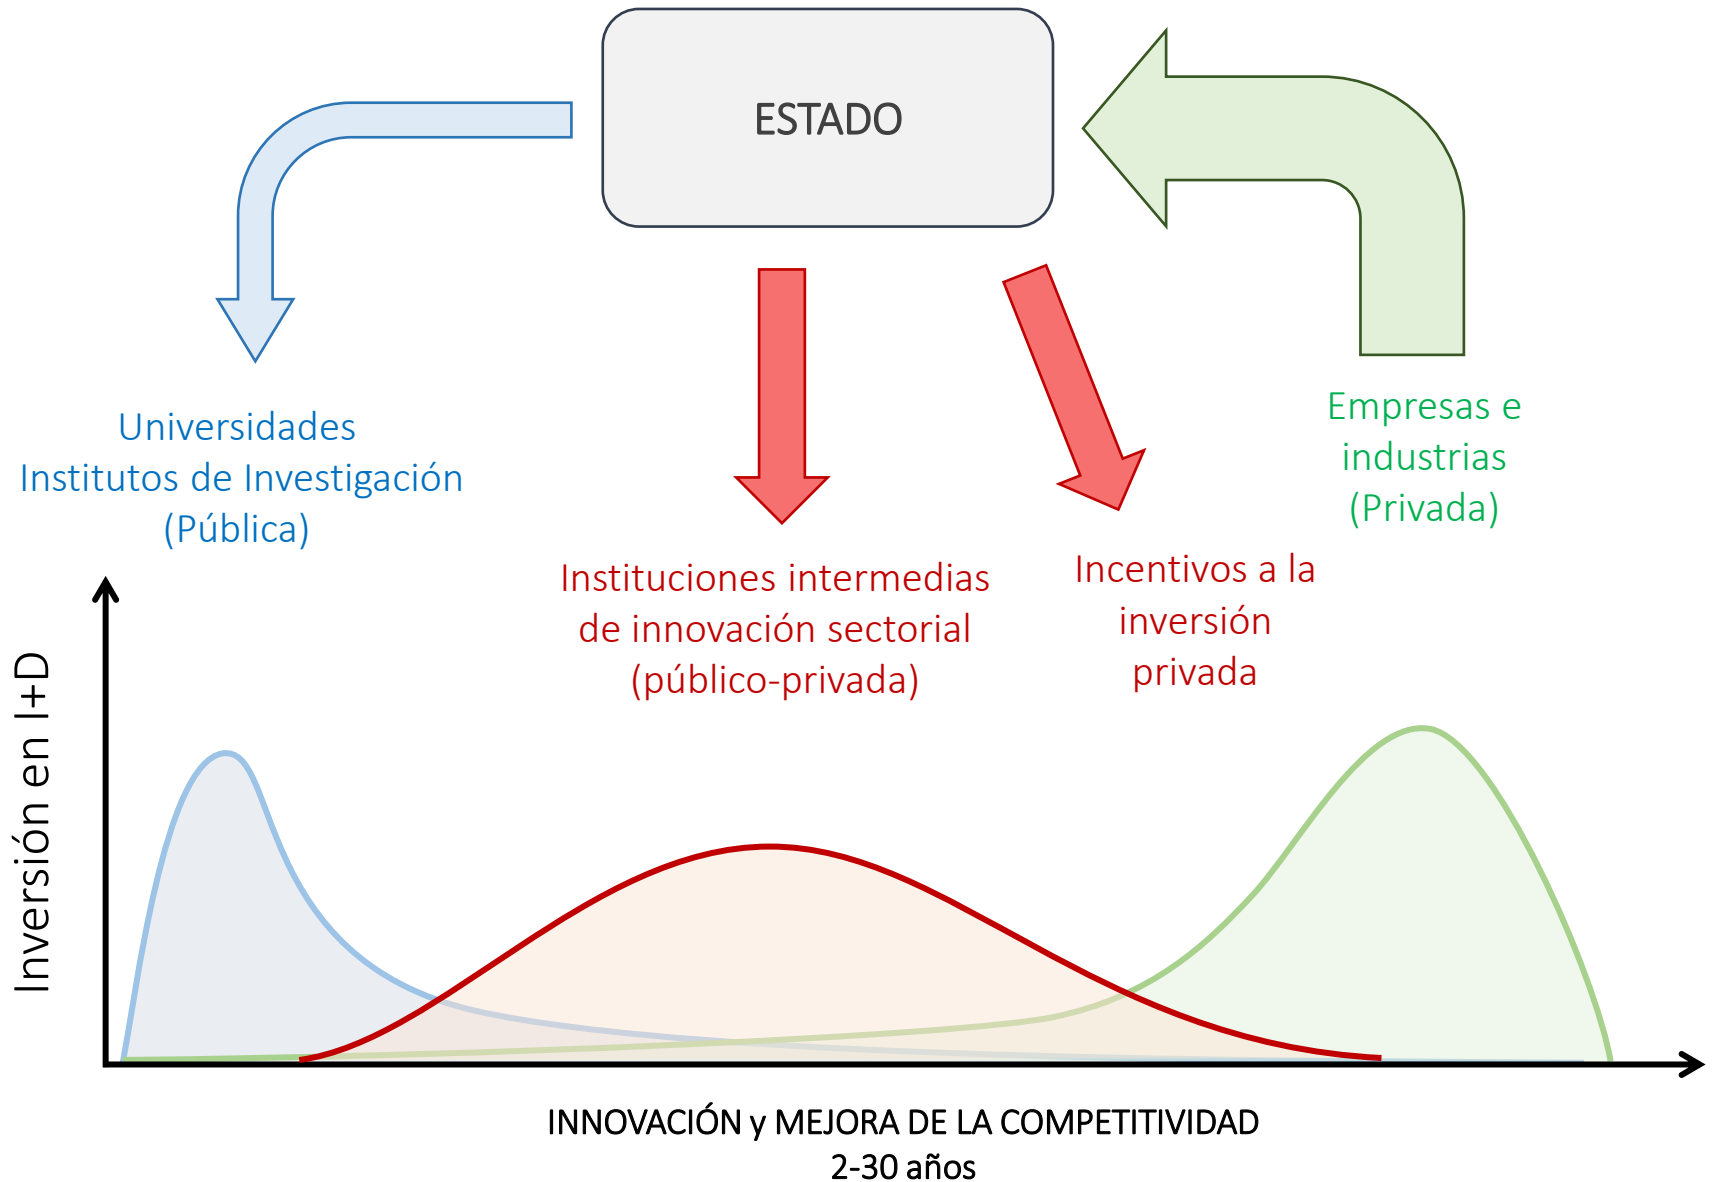 ESTADO
Universidades
Institutos de Investigación
(Pública)
Empresas e
industrias
(Privada)
Instituciones intermedias
de innovación sectorial
(público-privada)
Incentivos a la
inversión
privada
Inversión en I+D
INNOVACIÓN y MEJORA DE LA COMPETITIVIDAD
2-30 años